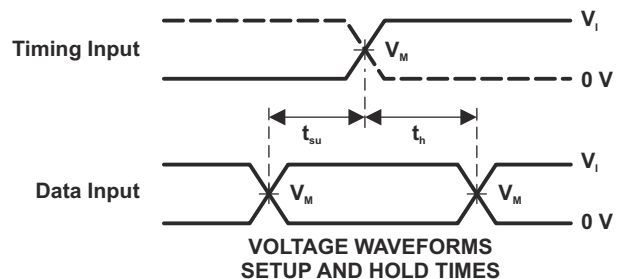 V_I
Timing Input
V_M
0 V
t_su
t_h
V_I
Data Input
V_M
V_M
0 V
VOLTAGE WAVEFORMS
SETUP AND HOLD TIMES